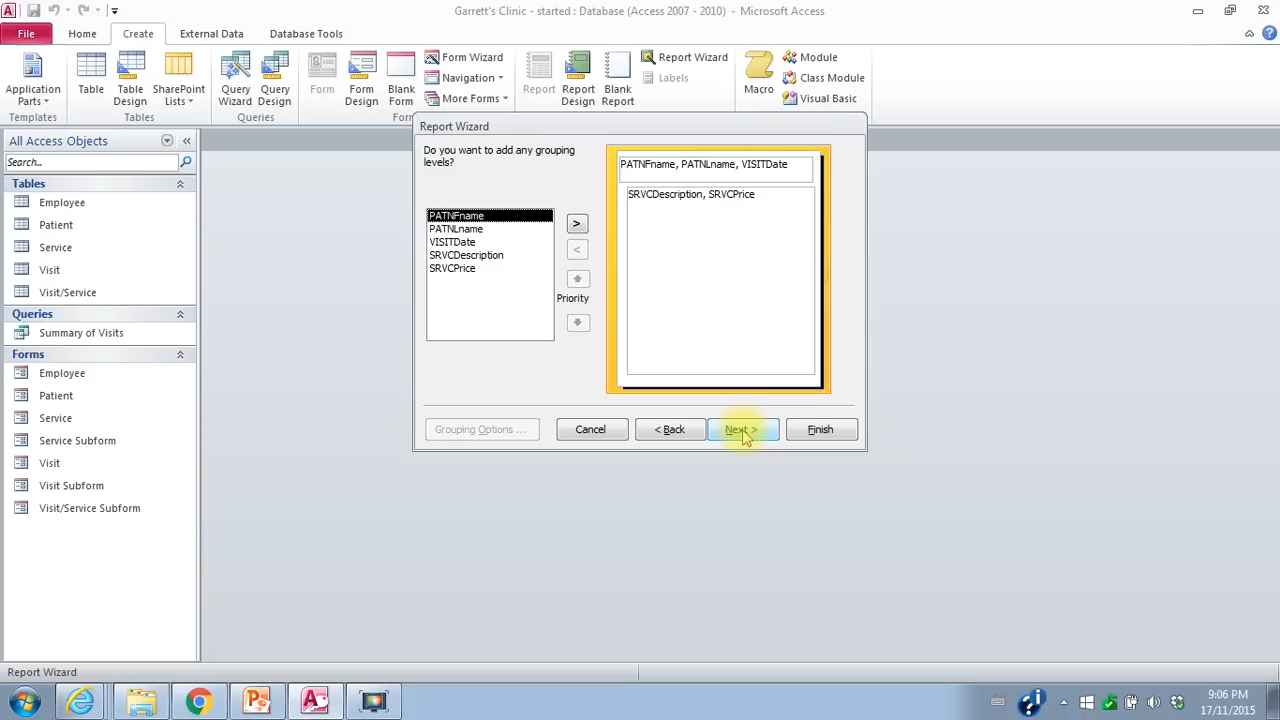 Garrett's Clinic - started : Database (Access 2007 - 2010) - Microsoft Access
File Home Create External Data Database Tools
Application Parts
Table
Table Design
SharePoint Lists
Query Wizard
Query Design
Form
Form Design
Blank Form
Form Wizard
Navigation
More Forms
Report
Report Design
Blank Report
Report Wizard
Labels
Macro
Module
Class Module
Visual Basic
Templates
Tables
Queries
Report Wizard
Do you want to add any grouping
levels?
PATNFname
PATNLname
VISITDate
SRVCDescription
SRVCPrice
>
<
Priority
PATNFname, PATNLname, VISITDate
SRVCDescription, SRVCPrice
Grouping Options ...
Cancel
< Back
Next >
Finish
All Access Objects
Search...
Tables
Employee
Patient
Service
Visit
Visit/Service
Queries
Summary of Visits
Forms
Employee
Patient
Service
Service Subform
Visit
Visit Subform
Visit/Service Subform
Report Wizard
9:06 PM
17/11/2015